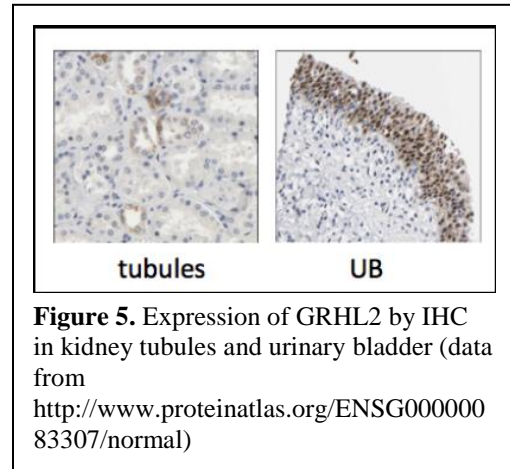 tubules UB
Figure 5. Expression of GRHL2 by IHC
in kidney tubules and urinary bladder (data
from
http://www.proteinatlas.org/ENSG000000
83307/normal)